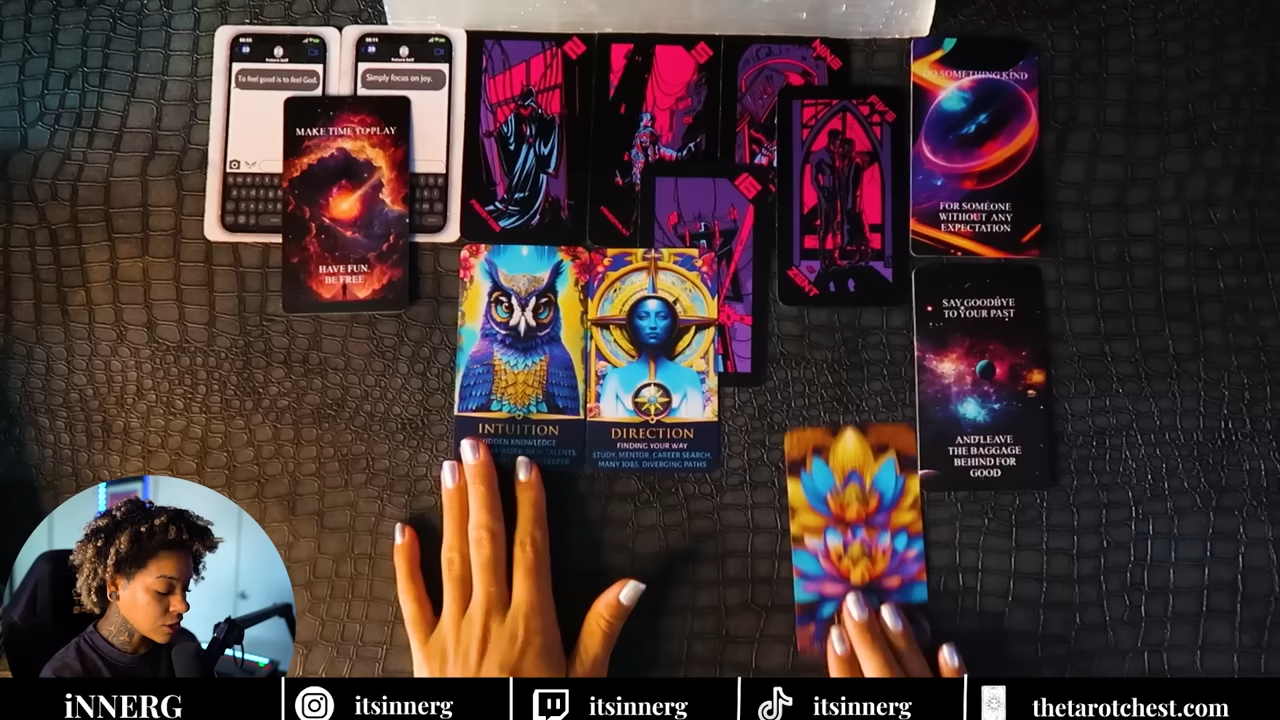 To feel good is to feel God.
Simply focus on joy.
MAKE TIME TO PLAY
HAVE FUN.
BE FREE
NINE
FIVE
16
DO SOMETHING KIND
FOR SOMEONE
WITHOUT ANY
EXPECTATION
SAY GOODBYE
TO YOUR PAST
AND LEAVE
THE BAGGAGE
BEHIND FOR
GOOD
INTUITION
HIDDEN KNOWLEDGE
DIRECTION
FINDING YOUR WAY
STUDY, MENTOR, CAREER SEARCH,
MANY JOBS, DIVERGING PATHS
iNNERG
itsinnerg
itsinnerg
itsinnerg
thetarotchest.com